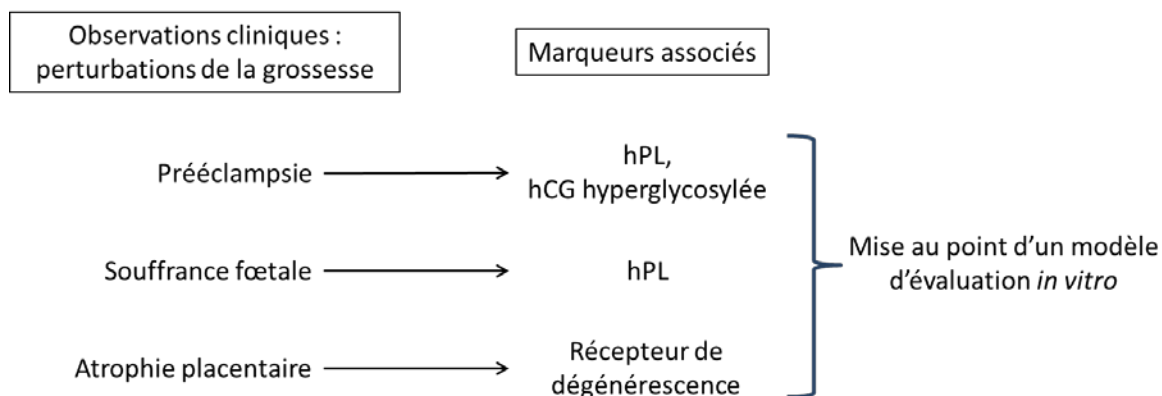 Observations cliniques :
perturbations de la grossesse
Marqueurs associés
Prééclampsie
hPL,
hCG hyperglycosylée
Souffrance fœtale
hPL
Atrophie placentaire
Récepteur de
dégénérescence
Mise au point d’un modèle
d’évaluation in vitro